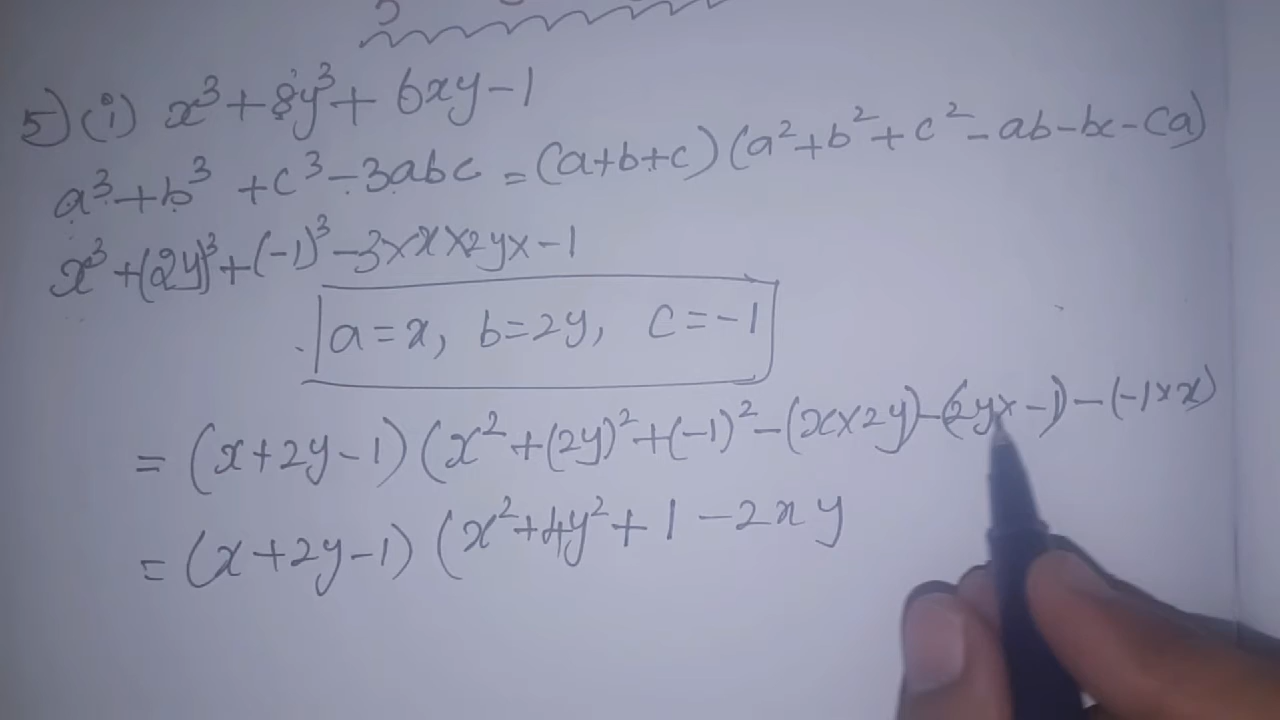 5) (i) x³ + 8y³ + 6xy - 1
a³ + b³ + c³ - 3abc = (a+b+c) (a² + b² + c² - ab - bc - ca)
x³ + (2y)³ + (-1)³ - 3 × x × 2y × -1
a = x, b = 2y, c = -1
= (x + 2y - 1) (x² + (2y)² + (-1)² - (x × 2y) - (2y × -1) - (-1 × x)
= (x + 2y - 1) (x² + 4y² + 1 - 2xy